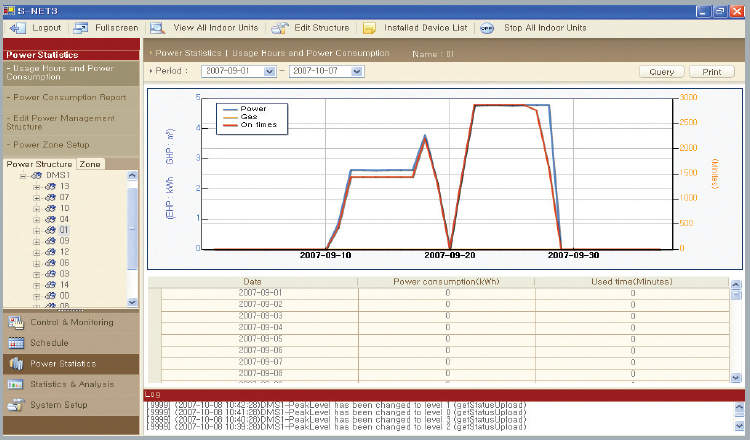 S-NET3
Logout
Fullscreen
View All Indoor Units
Edit Structure
Installed Device List
OFF
Stop All Indoor Units
Power Statistics
- Usage Hours and Power Consumption
- Power Consumption Report
- Edit Power Management Structure
- Power Zone Setup
Power Structure
Zone
DMS1
13
07
10
04
01
09
12
06
03
14
00
08
Control & Monitoring
Schedule
Power Statistics
Statistics & Analysis
System Setup
Power Statistics | Usage Hours and Power Consumption
Name : 01
Period :
2007-09-01
~
2007-10-07
Query
Print
Power
Gas
On times
5
4
3
2
1
0
(EHP : kWh GHP : m³)
3000
2500
2000
1500
1000
500
0
(Minutes)
2007-09-10
2007-09-20
2007-09-30
Date Power consumption(kWh) Used time(Minutes)
2007-09-01 0 0
2007-09-02 0 0
2007-09-03 0 0
2007-09-04 0 0
2007-09-05 0 0
2007-09-06 0 0
2007-09-07 0 0
2007-09-08 0 0
Log
[9999] (2007-10-08 10:42:28)DMS1-PeakLevel has been changed to level 1 (getStatusUpload)
[9999] (2007-10-08 10:41:28)DMS1-PeakLevel has been changed to level 0 (getStatusUpload)
[9999] (2007-10-08 10:40:28)DMS1-PeakLevel has been changed to level 3 (getStatusUpload)
[9999] (2007-10-08 10:39:28)DMS1-PeakLevel has been changed to level 2 (getStatusUpload)